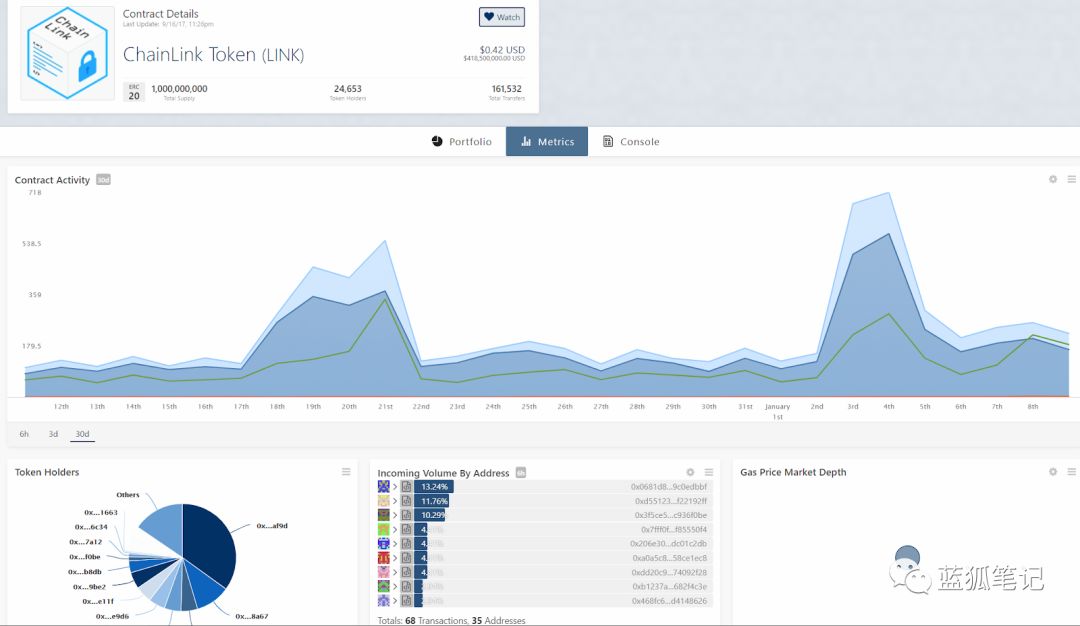 Chain
Link
Contract Details
Last Update: 9/16/17, 11:26pm
Watch
ChainLink Token (LINK)
$0.42 USD
$418,500,000.00 USD
ERC
20
1,000,000,000
Total Supply
24,653
Token Holders
161,532
Total Transfers
Portfolio
Metrics
Console
Contract Activity 30d
718
538.5
359
179.5
12th 13th 14th 15th 16th 17th 18th 19th 20th 21st 22nd 23rd 24th 25th 26th 27th 28th 29th 30th 31st January 1st 2nd 3rd 4th 5th 6th 7th 8th
6h 3d 30d
Token Holders
Others
0x...1663
0x...6c34
0x...7a12
0x...f0be
0x...b8db
0x...9be2
0x...e11f
0x...e9d6
0x...af9d
0x...8a67
Incoming Volume By Address 6h
13.24% 0x0681d8...9c0edbbf
11.76% 0xd55123...f22192ff
10.29% 0x3f5ce5...c936f0be
4. 0x7fff0f...f85550f4
4. 0x206e30...dc01c2db
4. 0xa0a5c8...58ce1ec8
4. 0xdd20c9...74092f28
0xb1237a...682f4c3e
0x468fc6...d4148626
Totals: 68 Transactions, 35 Addresses
Gas Price Market Depth
蓝狐笔记